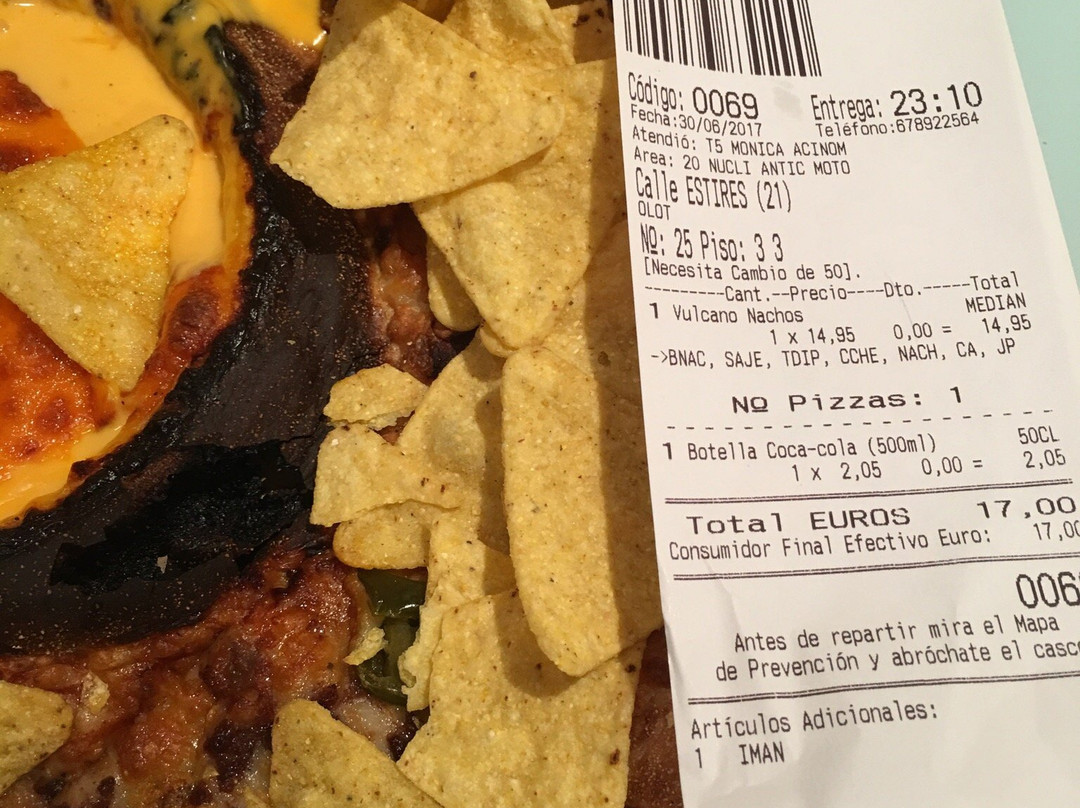 Código: 0069 Entrega: 23:10
Fecha:30/06/2017 Teléfono:678922564
Atendió: T5 MONICA ACINOM
Area: 20 NUCLI ANTIC MOTO
Calle ESTIRES (21)
OLOT
Nº: 25 Piso: 3 3
[Necesita Cambio de 50].
---------Cant.--Precio----Dto.-----Total
1 Vulcano Nachos MEDIAN
1 x 14,95 0,00 = 14,95
->BNAC, SAJE, TDIP, CCHE, NACH, CA, JP
Nº Pizzas: 1
1 Botella Coca-cola (500ml) 50CL
1 x 2,05 0,00 = 2,05
Total EUROS 17,00
Consumidor Final Efectivo Euro: 17,00
006
Antes de repartir mira el Mapa
de Prevención y abróchate el casc
Artículos Adicionales:
1 IMAN